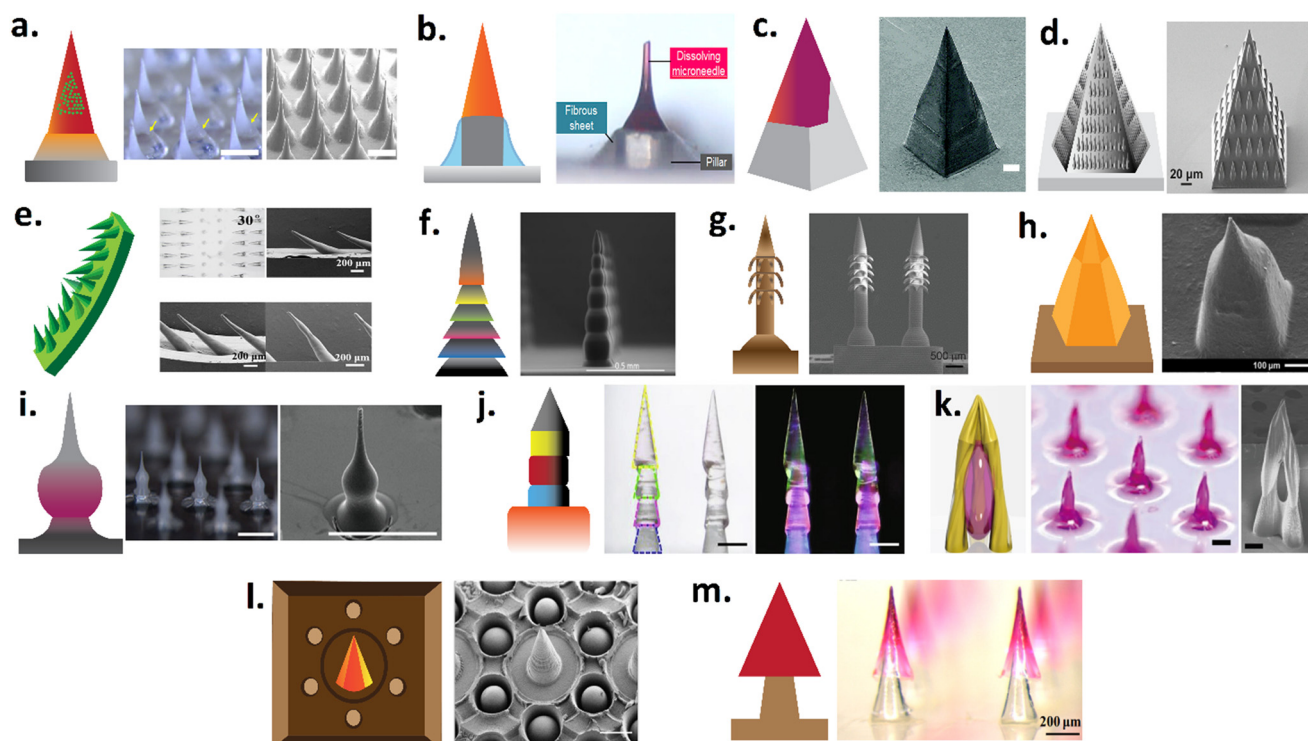 a.
b.
Dissolving
microneedle
Fibrous
sheet
Pillar
c.
d.
20 µm
e.
30°
200 µm
200 µm
200 µm
f.
0.5 mm
g.
500 µm
h.
100 µm
i.
j.
k.
l.
m.
200 µm